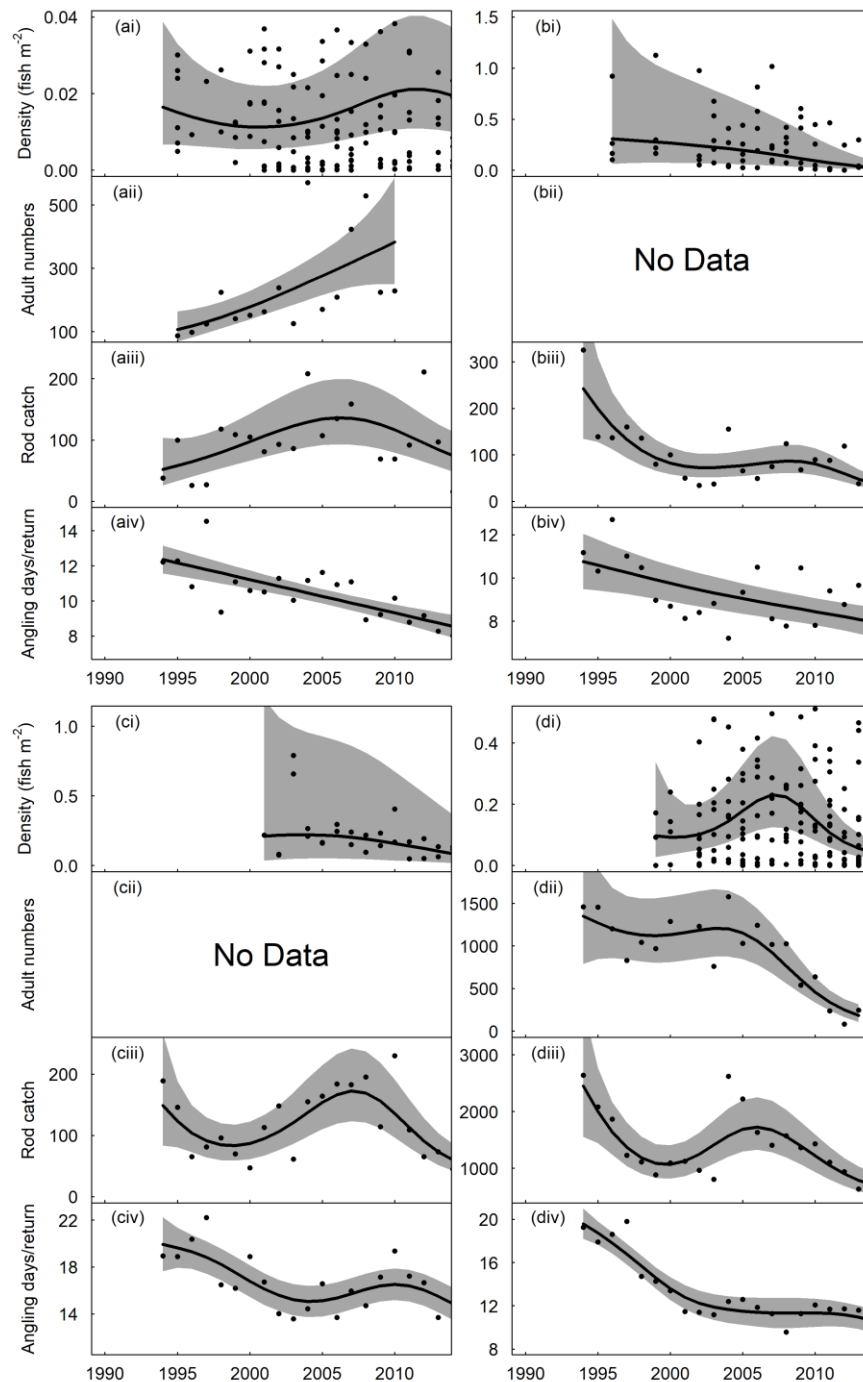 (ai)
Density (fish m⁻²)
0.04
0.02
0.00
(bi)
1.5
1.0
0.5
0.0
(aii)
Adult numbers
500
300
100
(bii)
No Data
(aiii)
Rod catch
200
100
0
(biii)
300
200
100
0
(aiv)
Angling days/return
14
12
10
8
(biv)
12
10
8
1990 1995 2000 2005 2010
1990 1995 2000 2005 2010
(ci)
Density (fish m⁻²)
1.0
0.5
0.0
(di)
0.4
0.2
0.0
(cii)
Adult numbers
No Data
(dii)
1500
1000
500
0
(ciii)
Rod catch
200
100
0
(diii)
3000
2000
1000
(civ)
Angling days/return
22
18
14
(div)
20
16
12
8
1990 1995 2000 2005 2010
1990 1995 2000 2005 2010